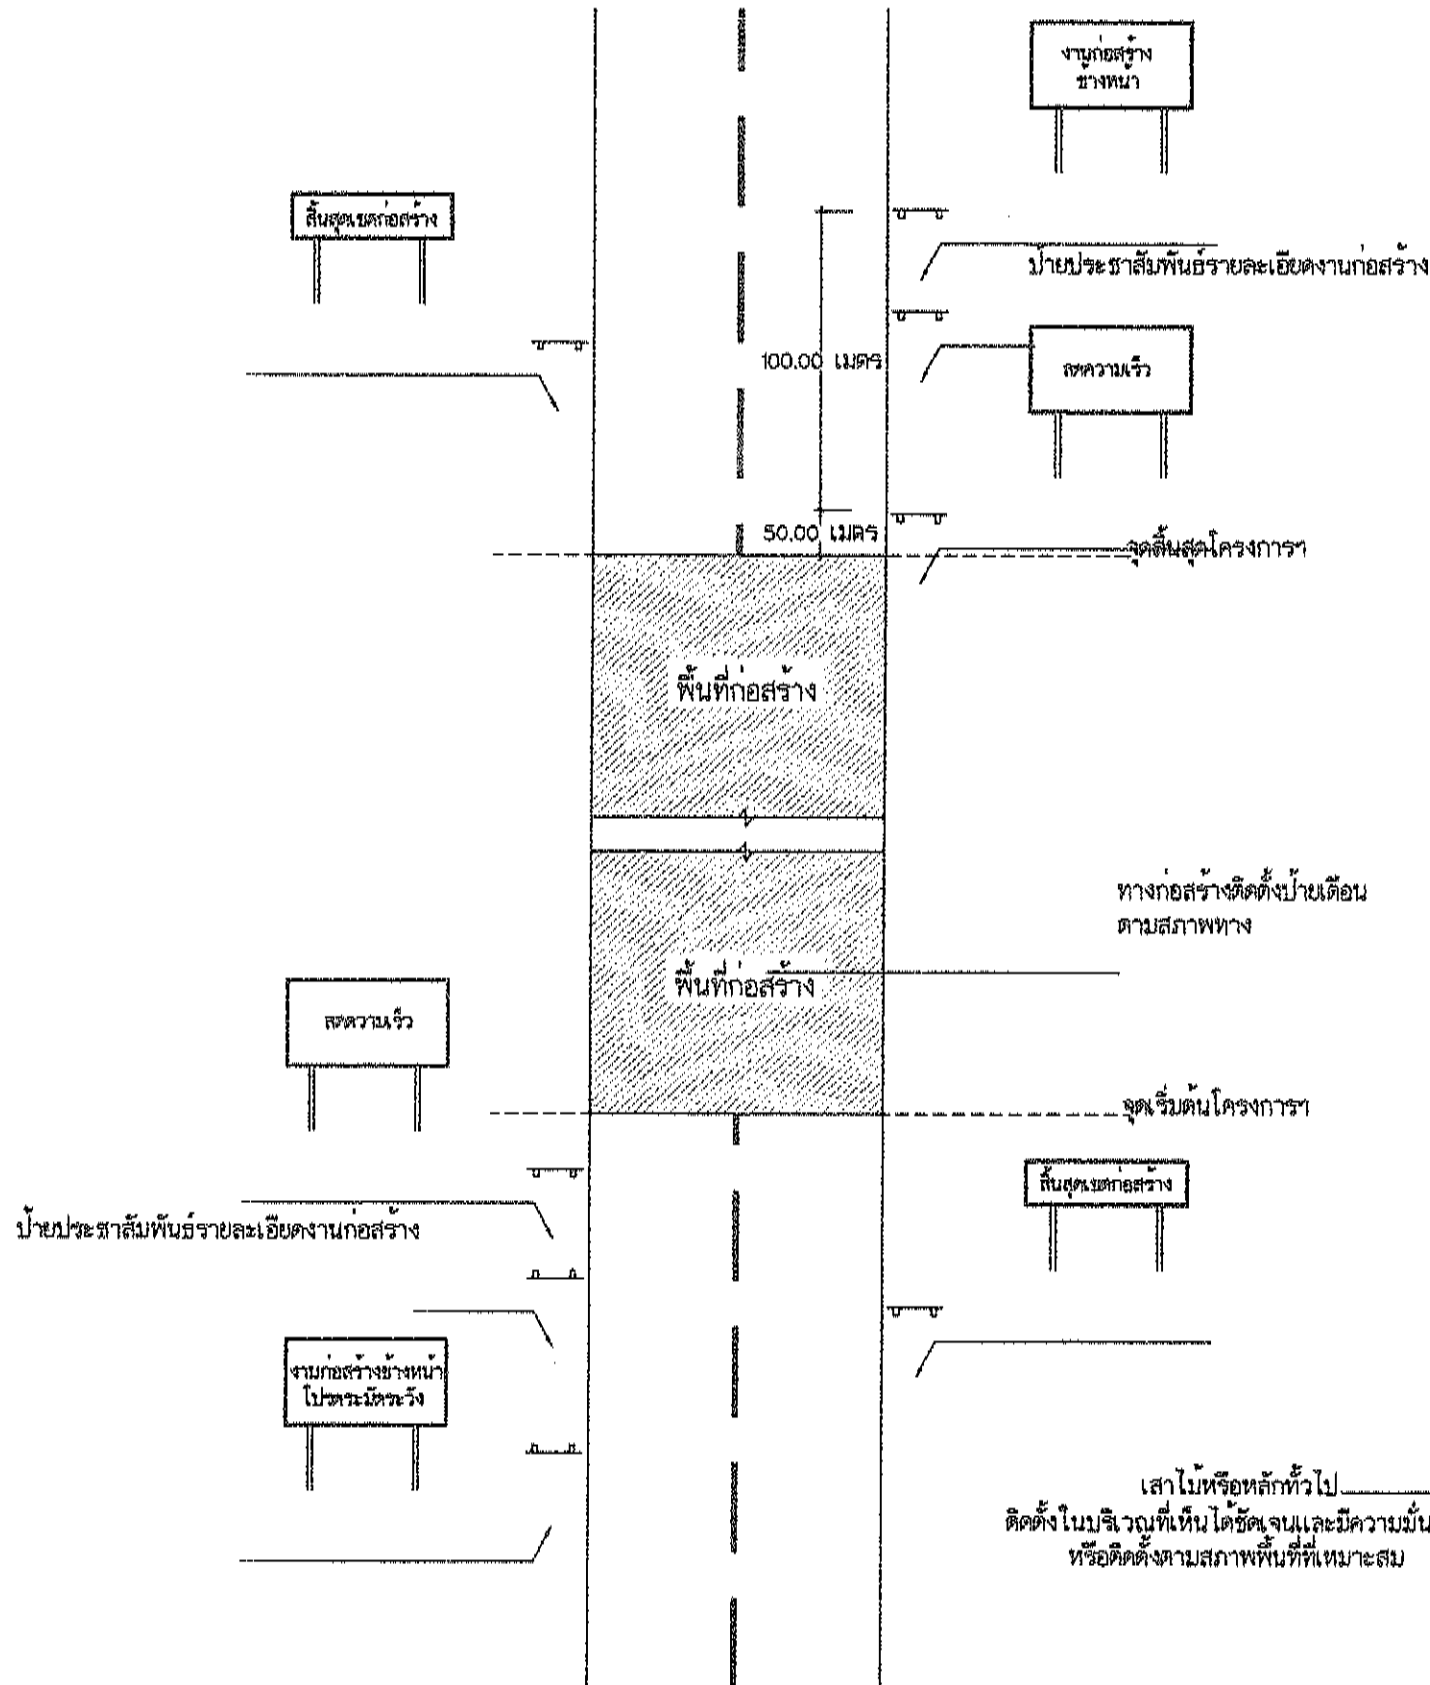 งานก่อสร้าง
ข้างหน้า
สิ้นสุดเขตก่อสร้าง
ป้ายประชาสัมพันธ์รายละเอียดงานก่อสร้าง
100.00 เมตร
ลดความเร็ว
50.00 เมตร
จุดสิ้นสุดโครงการฯ
พื้นที่ก่อสร้าง
ทางก่อสร้างติดตั้งป้ายเตือน
ตามสภาพทาง
พื้นที่ก่อสร้าง
ลดความเร็ว
จุดเริ่มต้นโครงการฯ
สิ้นสุดเขตก่อสร้าง
ป้ายประชาสัมพันธ์รายละเอียดงานก่อสร้าง
งานก่อสร้างข้างหน้า
โปรดระมัดระวัง
เสาไม้หรือหลักทั่วไป
ติดตั้งในบริเวณที่เห็นได้ชัดเจนและมีความมั่น
หรือติดตั้งตามสภาพพื้นที่ที่เหมาะสม